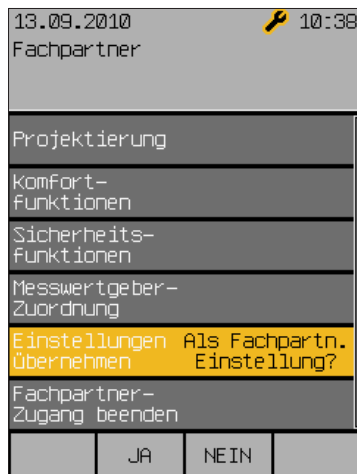 13.09.2010 10:38
Fachpartner
Projektierung
Komfort-
funktionen
Sicherheits-
funktionen
Messwertgeber-
Zuordnung
Einstellungen Als Fachpartn.
übernehmen Einstellung?
Fachpartner-
Zugang beenden
JA NEIN